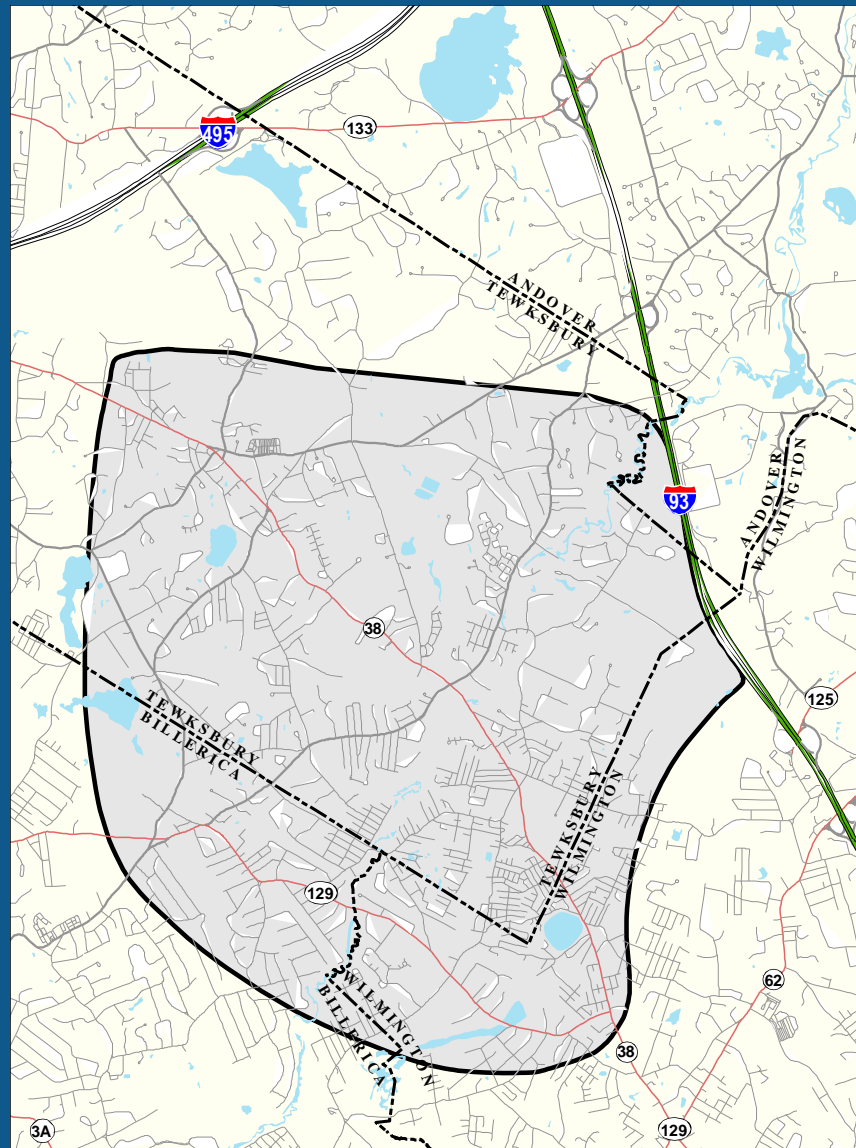 495
133
ANDOVER
TEWKSBURY
93
ANDOVER
WILMINGTON
38
125
TEWKSBURY
BILLERICA
TEWKSBURY
WILMINGTON
129
62
WILMINGTON
BILLERICA
38
3A
129